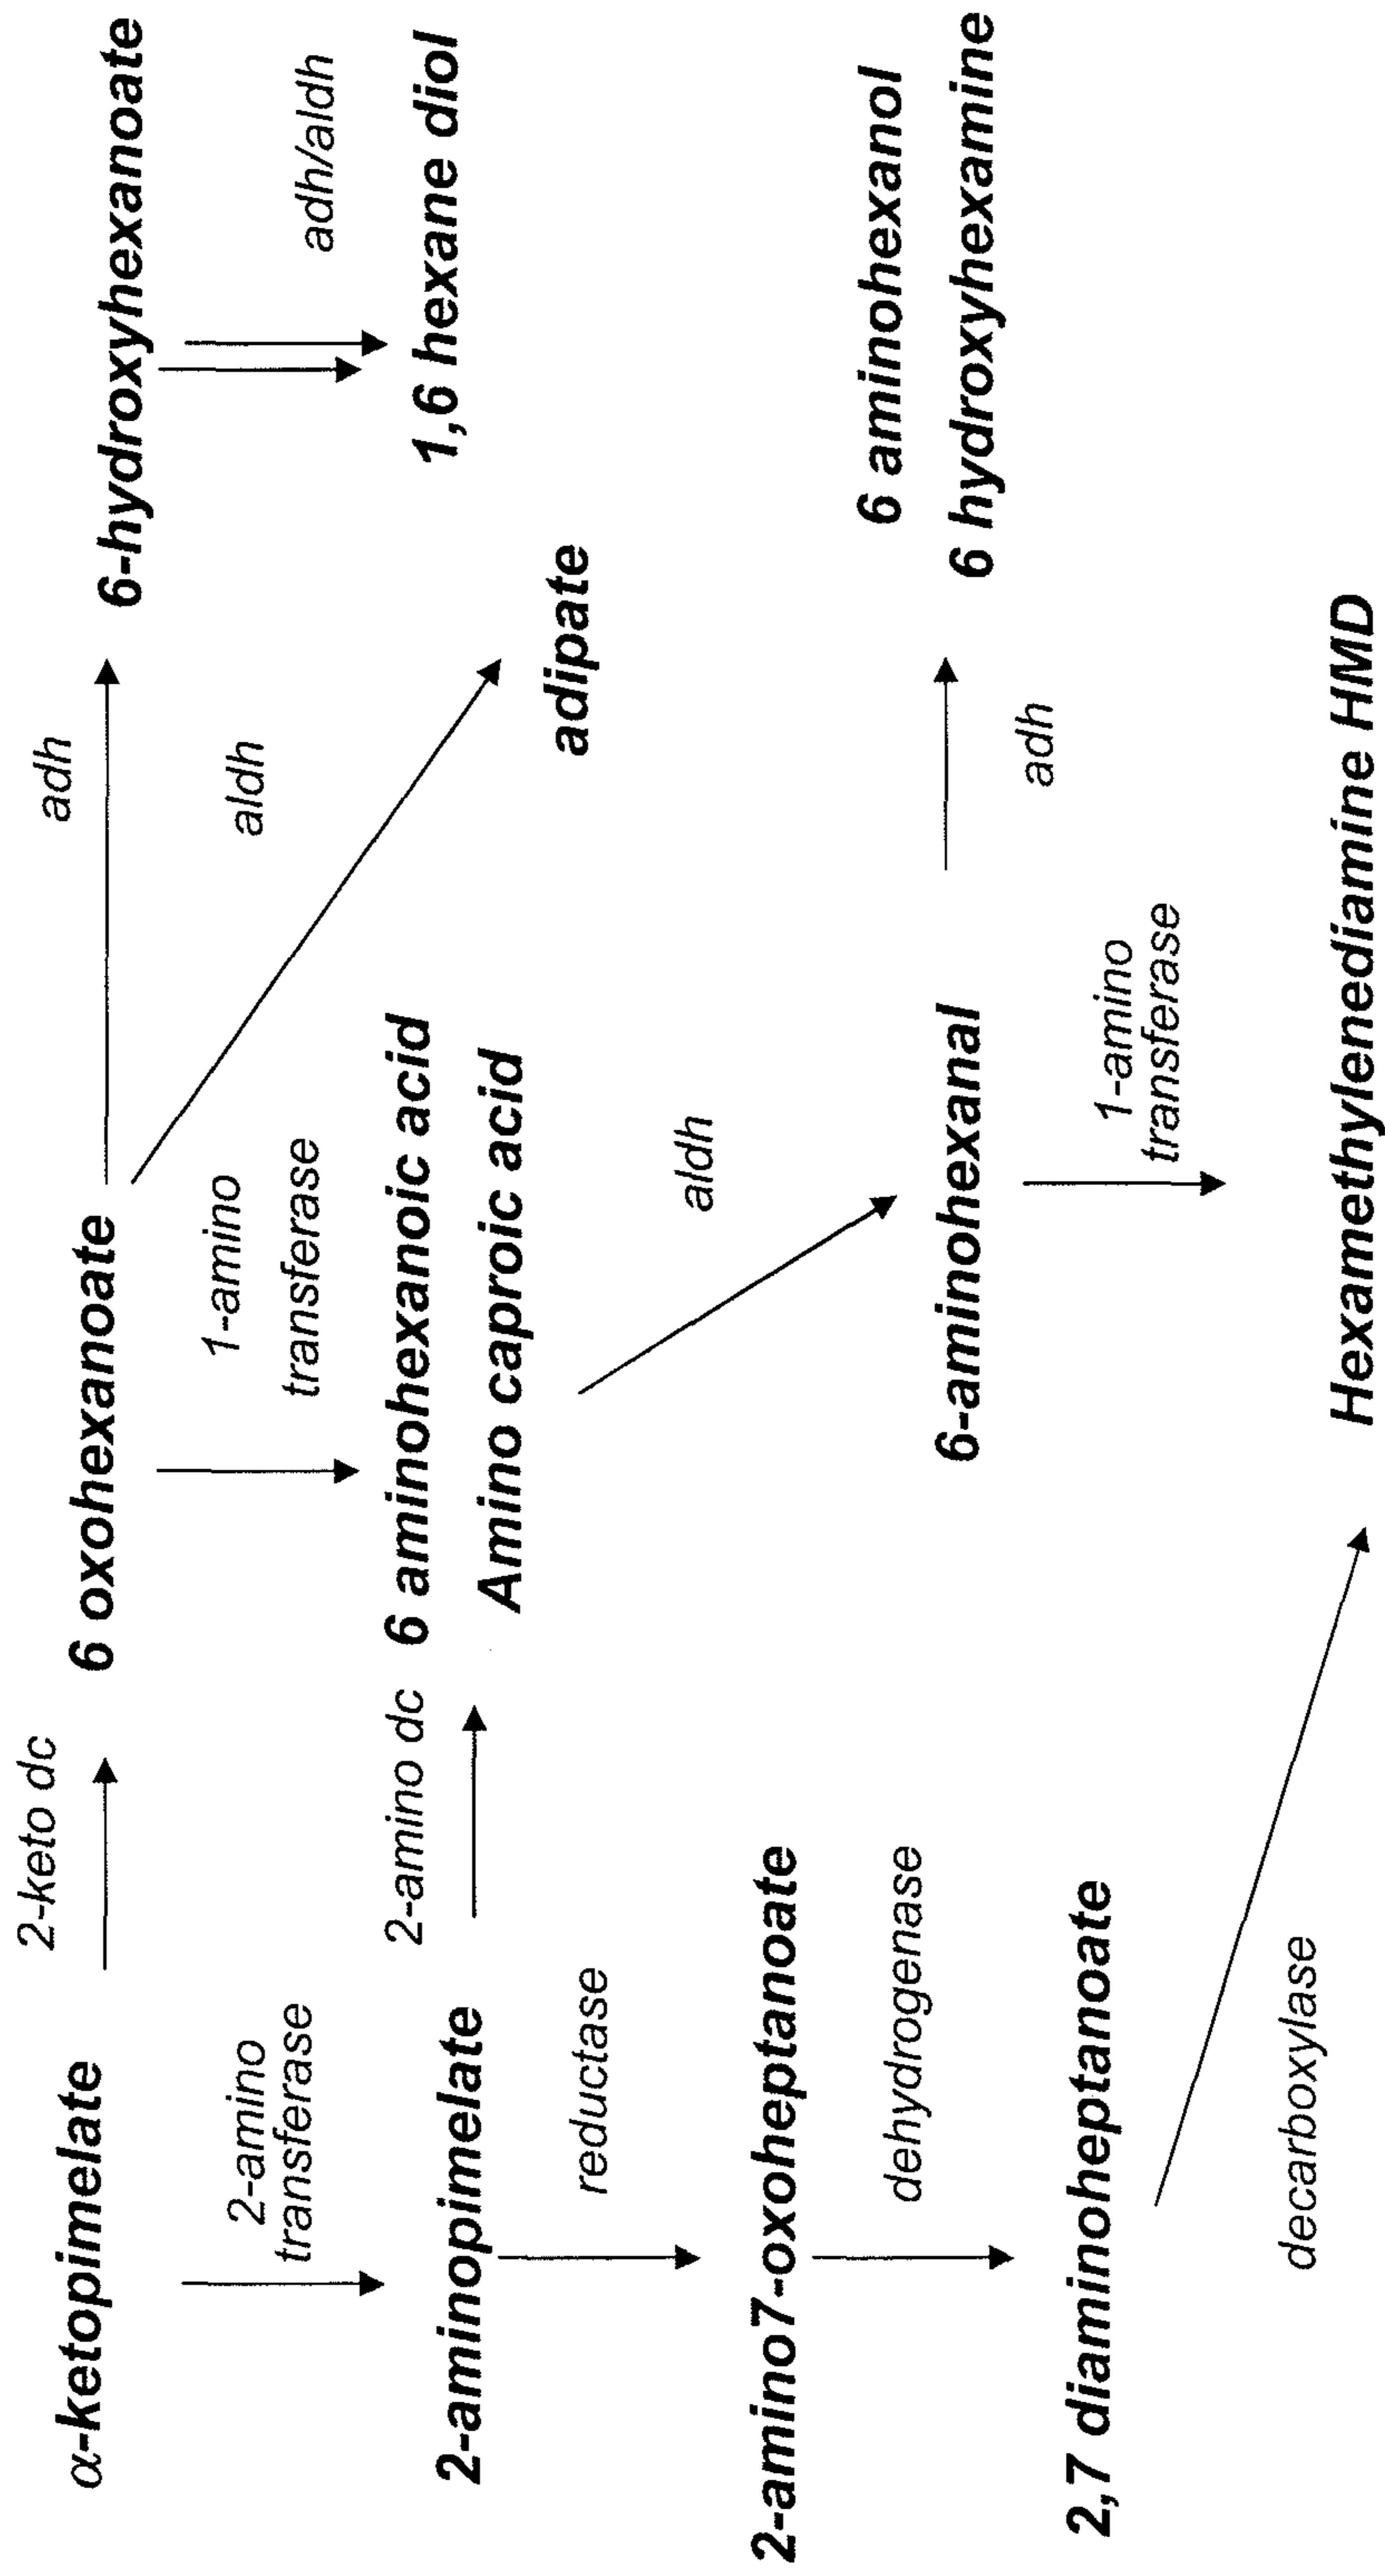 2-keto dc
adh
α-ketopimelate
6 oxohexanoate
6-hydroxyhexanoate
2-amino
transferase
1-amino
transferase
aldh
adh/aldh
2-amino dc
2-aminopimelate
6 aminohexanoic acid
Amino caproic acid
1,6 hexane diol
adipate
reductase
aldh
2-amino7-oxoheptanoate
6-aminohexanal
6 aminohexanol
6 hydroxyhexamine
dehydrogenase
adh
1-amino
transferase
2,7 diaminoheptanoate
decarboxylase
Hexamethylenediamine HMD